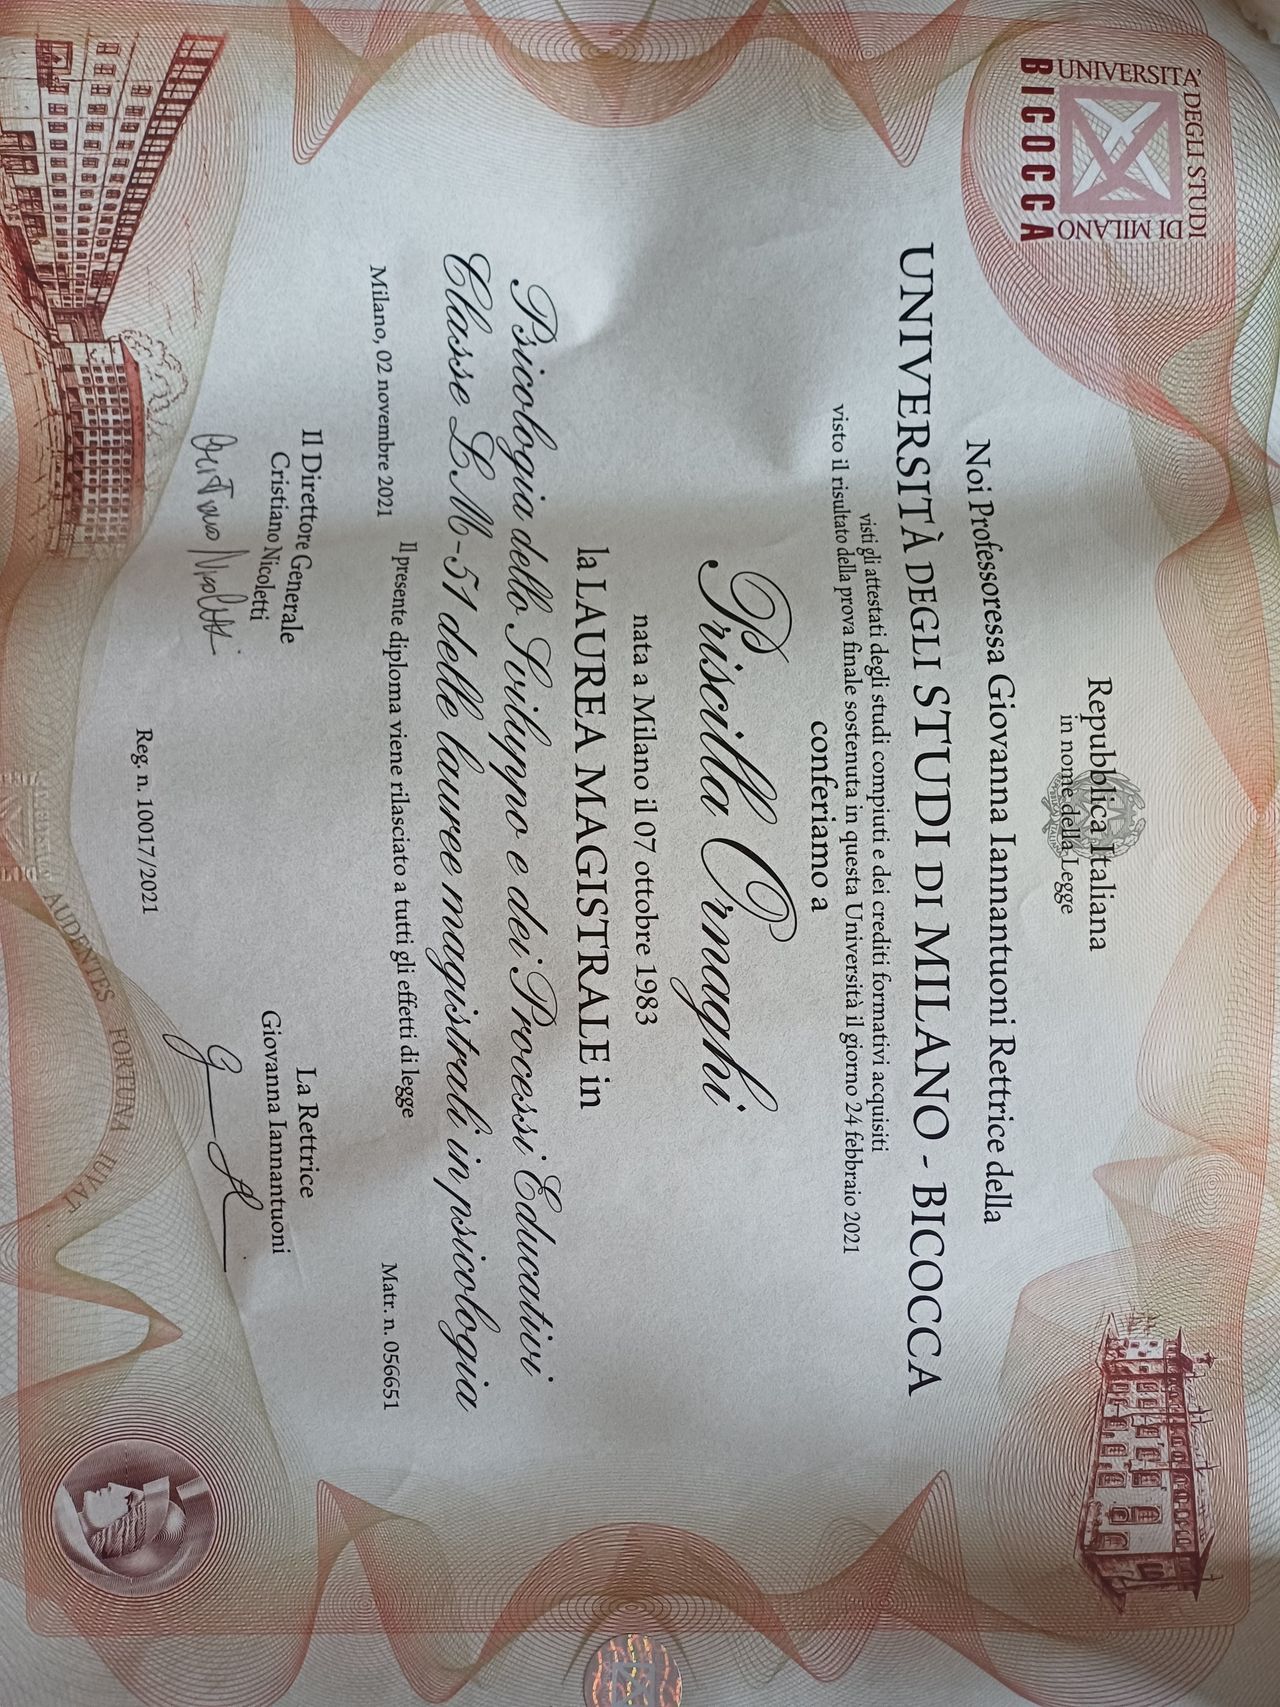 UNIVERSITA' DEGLI STUDI DI MILANO
BICOCCA
Repubblica Italiana
in nome della Legge
Noi Professoressa Giovanna Iannantuoni Rettrice della
UNIVERSITÀ DEGLI STUDI DI MILANO - BICOCCA
visti gli attestati degli studi compiuti e dei crediti formativi acquisiti
visto il risultato della prova finale sostenuta in questa Università il giorno 24 febbraio 2021
conferiamo a
Priscilla Ormaghi
nata a Milano il 07 ottobre 1983
la LAUREA MAGISTRALE in
Psicologia dello Sviluppo e dei Processi Educativi
Classe LM-51 delle lauree magistrali in psicologia
Il presente diploma viene rilasciato a tutti gli effetti di legge
Milano, 02 novembre 2021
Matr. n. 056651
Il Direttore Generale
Cristiano Nicoletti
Cristiano Nicoletti
La Rettrice
Giovanna Iannantuoni
Reg. n. 10017/2021
AUDENTES FORTUNA IUVAT